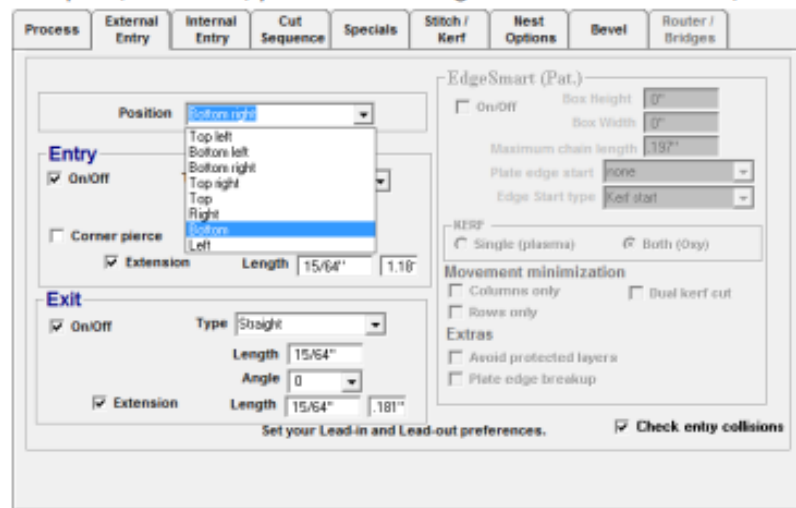 Process
External Entry
Internal Entry
Cut Sequence
Specials
Stitch / Kerf
Nest Options
Bevel
Router / Bridges
Position Bottom right
Top left
Bottom left
Bottom right
Top right
Top
Right
Bottom
Left
Entry
On/Off
Corner pierce
Extension Length 15/64" 1.18
Exit
On/Off Type Straight
Length 15/64"
Angle 0
Extension Length 15/64" .181"
EdgeSmart (Pat.)
On/Off Box Height 0"
Box Width 0"
Maximum chain length .197"
Plate edge start none
Edge Start type Kerf start
KERF
Single (plasma) Both (Oxy)
Movement minimization
Columns only Dual kerf cut
Rows only
Extras
Avoid protected layers
Plate edge breakup
Set your Lead-in and Lead-out preferences.
Check entry collisions